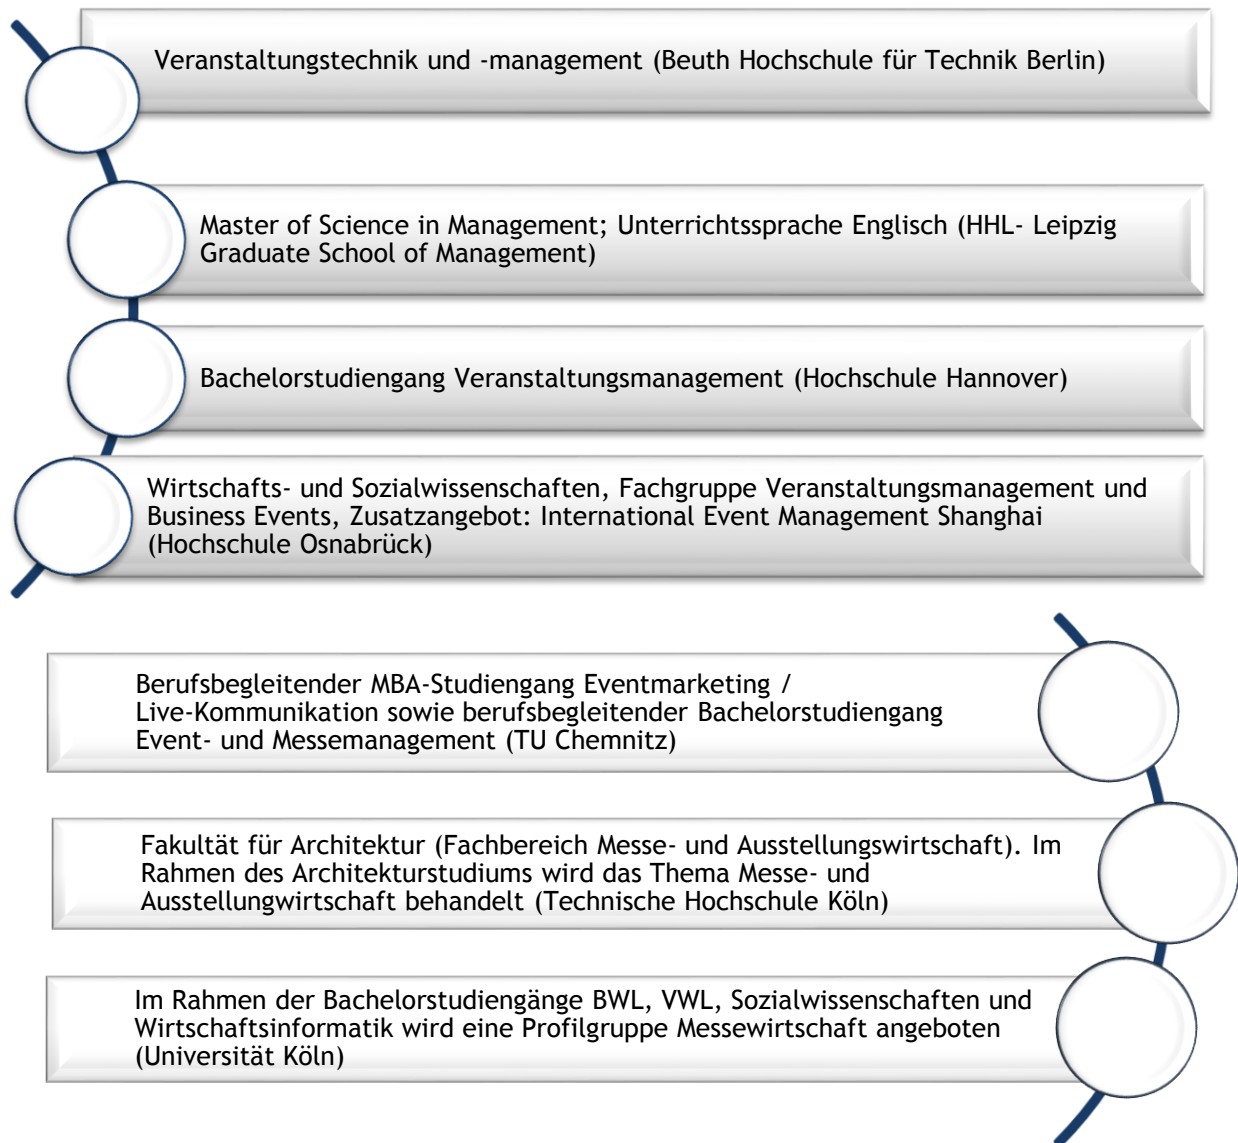 Veranstaltungstechnik und -management (Beuth Hochschule für Technik Berlin)
Master of Science in Management; Unterrichtssprache Englisch (HHL- Leipzig
Graduate School of Management)
Bachelorstudiengang Veranstaltungsmanagement (Hochschule Hannover)
Wirtschafts- und Sozialwissenschaften, Fachgruppe Veranstaltungsmanagement und
Business Events, Zusatzangebot: International Event Management Shanghai
(Hochschule Osnabrück)
Berufsbegleitender MBA-Studiengang Eventmarketing /
Live-Kommunikation sowie berufsbegleitender Bachelorstudiengang
Event- und Messemanagement (TU Chemnitz)
Fakultät für Architektur (Fachbereich Messe- und Ausstellungswirtschaft). Im
Rahmen des Architekturstudiums wird das Thema Messe- und
Ausstellungwirtschaft behandelt (Technische Hochschule Köln)
Im Rahmen der Bachelorstudiengänge BWL, VWL, Sozialwissenschaften und
Wirtschaftsinformatik wird eine Profilgruppe Messewirtschaft angeboten
(Universität Köln)